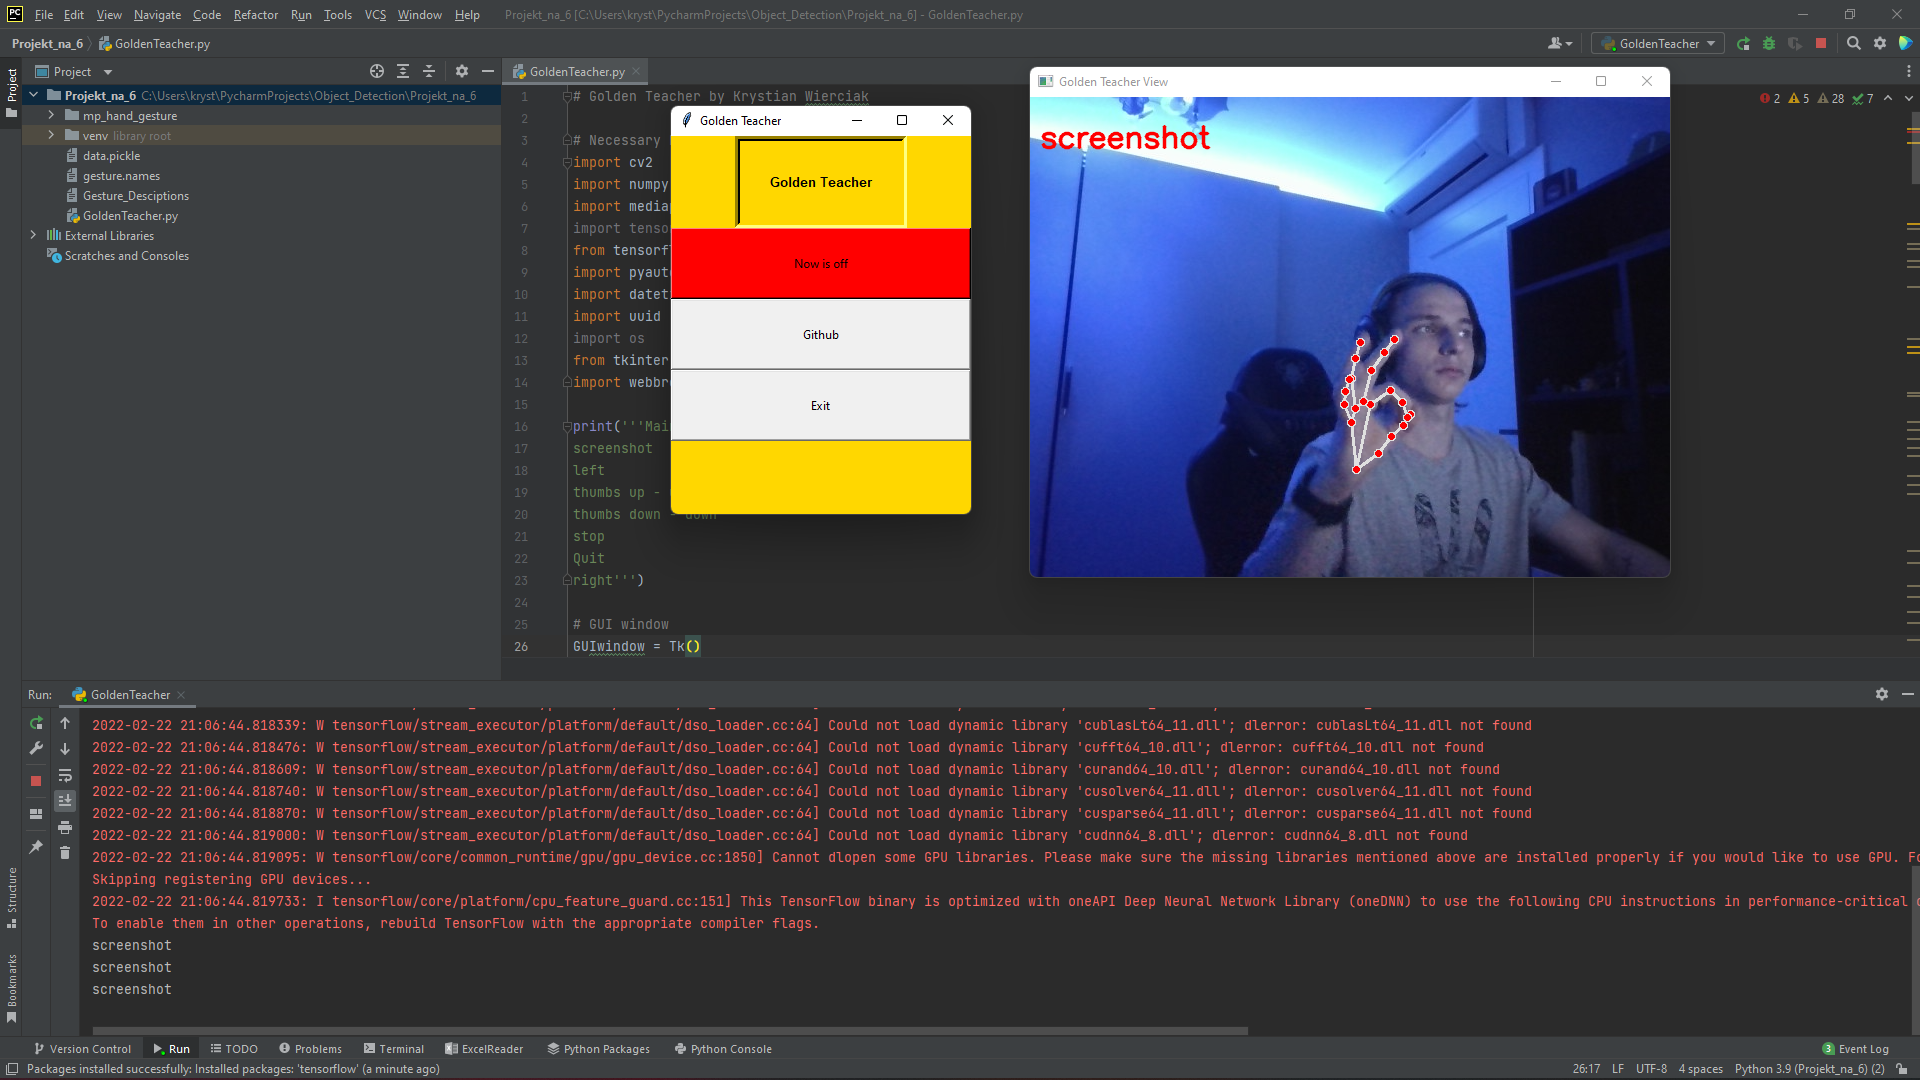 File Edit View Navigate Code Refactor Run Tools VCS Window Help Projekt_na_6 [C:\Users\kryst\PycharmProjects\Object_Detection\Projekt_na_6] - GoldenTeacher.py
Projekt_na_6 GoldenTeacher.py
GoldenTeacher
Project
Project
GoldenTeacher.py
Projekt_na_6 C:\Users\kryst\PycharmProjects\Object_Detection\Projekt_na_6
mp_hand_gesture
venv library root
data.pickle
gesture.names
Gesture_Desciptions
GoldenTeacher.py
External Libraries
Scratches and Consoles
2 5 28 7
1 # Golden Teacher by Krystian Wierciak
2
3 # Necessary
4 import cv2
5 import numpy
6 import mediap
7 import tenso
8 from tensorfl
9 import pyaut
10 import datet
11 import uuid
12 import os
13 from tkinter
14 import webbr
15
16 print('''Mai
17 screenshot
18 left
19 thumbs up -
20 thumbs down - down
21 stop
22 Quit
23 right''')
24
25 # GUI window
26 GUIwindow = Tk()
Golden Teacher
Golden Teacher
Now is off
Github
Exit
Golden Teacher View
screenshot
Run: GoldenTeacher
2022-02-22 21:06:44.818339: W tensorflow/stream_executor/platform/default/dso_loader.cc:64] Could not load dynamic library 'cublasLt64_11.dll'; dlerror: cublasLt64_11.dll not found
2022-02-22 21:06:44.818476: W tensorflow/stream_executor/platform/default/dso_loader.cc:64] Could not load dynamic library 'cufft64_10.dll'; dlerror: cufft64_10.dll not found
2022-02-22 21:06:44.818609: W tensorflow/stream_executor/platform/default/dso_loader.cc:64] Could not load dynamic library 'curand64_10.dll'; dlerror: curand64_10.dll not found
2022-02-22 21:06:44.818740: W tensorflow/stream_executor/platform/default/dso_loader.cc:64] Could not load dynamic library 'cusolver64_11.dll'; dlerror: cusolver64_11.dll not found
2022-02-22 21:06:44.818870: W tensorflow/stream_executor/platform/default/dso_loader.cc:64] Could not load dynamic library 'cusparse64_11.dll'; dlerror: cusparse64_11.dll not found
2022-02-22 21:06:44.819000: W tensorflow/stream_executor/platform/default/dso_loader.cc:64] Could not load dynamic library 'cudnn64_8.dll'; dlerror: cudnn64_8.dll not found
2022-02-22 21:06:44.819095: W tensorflow/core/common_runtime/gpu/gpu_device.cc:1850] Cannot dlopen some GPU libraries. Please make sure the missing libraries mentioned above are installed properly if you would like to use GPU. Fo
Skipping registering GPU devices...
2022-02-22 21:06:44.819733: I tensorflow/core/platform/cpu_feature_guard.cc:151] This TensorFlow binary is optimized with oneAPI Deep Neural Network Library (oneDNN) to use the following CPU instructions in performance-critical
To enable them in other operations, rebuild TensorFlow with the appropriate compiler flags.
screenshot
screenshot
screenshot
Structure
Bookmarks
Version Control Run TODO Problems Terminal ExcelReader Python Packages Python Console 3 Event Log
Packages installed successfully: Installed packages: 'tensorflow' (a minute ago) 26:17 LF UTF-8 4 spaces Python 3.9 (Projekt_na_6) (2)